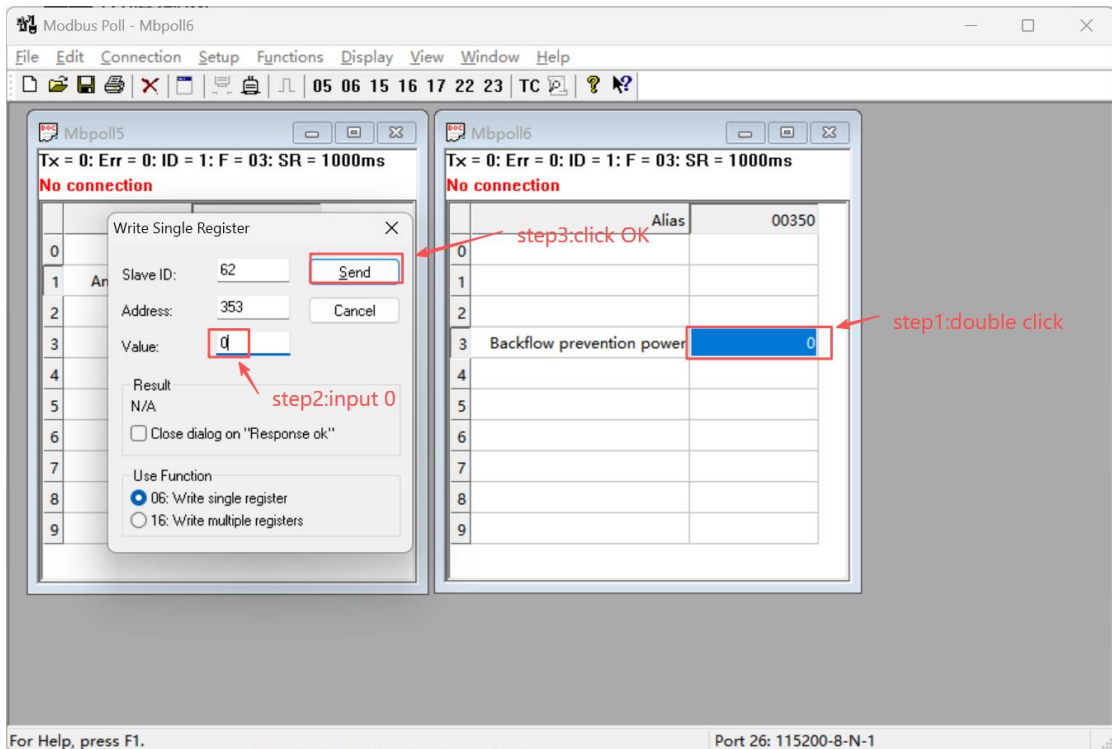 Modbus Poll - Mbpoll6
File Edit Connection Setup Functions Display View Window Help
05 06 15 16 17 22 23 TC
Mbpoll5
Tx = 0: Err = 0: ID = 1: F = 03: SR = 1000ms
No connection
0
1 An
2
3
4
5
6
7
8
9
Write Single Register
Slave ID: 62 Send
Address: 353 Cancel
Value: 0
Result
N/A
Close dialog on "Response ok"
Use Function
06: Write single register
16: Write multiple registers
step3:click OK
step2:input 0
Mbpoll6
Tx = 0: Err = 0: ID = 1: F = 03: SR = 1000ms
No connection
Alias 00350
0
1
2
3 Backflow prevention power 0
4
5
6
7
8
9
step1:double click
For Help, press F1. Port 26: 115200-8-N-1